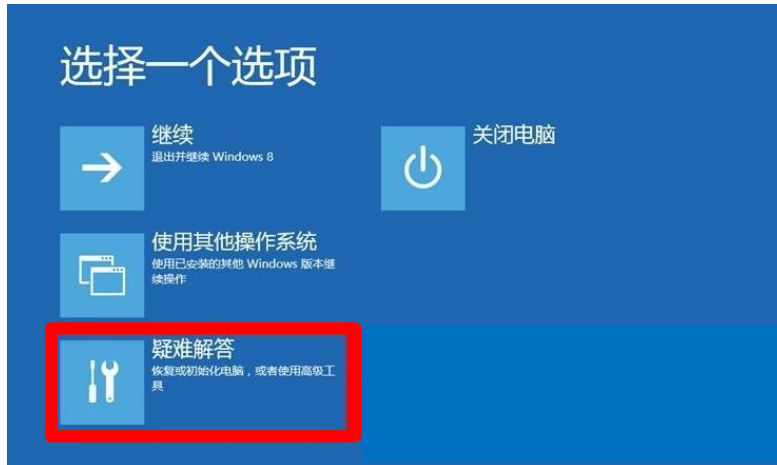 选择一个选项
继续
退出并继续 Windows 8
关闭电脑
使用其他操作系统
使用已安装的其他 Windows 版本继
续操作
疑难解答
恢复或初始化电脑，或者使用高级工
具